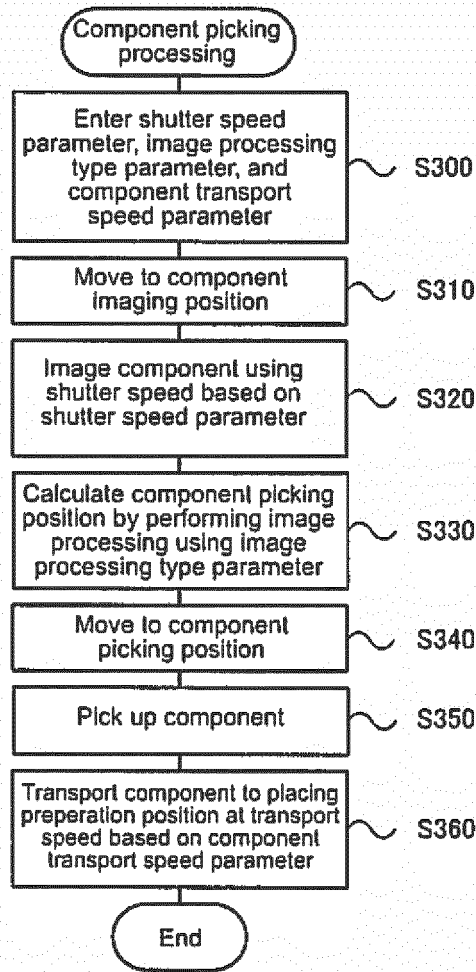 Component picking
processing
Enter shutter speed
parameter, image processing
type parameter, and
component transport
speed parameter
S300
Move to component
imaging position
S310
Image component using
shutter speed based on
shutter speed parameter
S320
Calculate component picking
position by performing image
processing using image
processing type parameter
S330
Move to component
picking position
S340
Pick up component
S350
Transport component to placing
preperation position at transport
speed based on component
transport speed parameter
S360
End